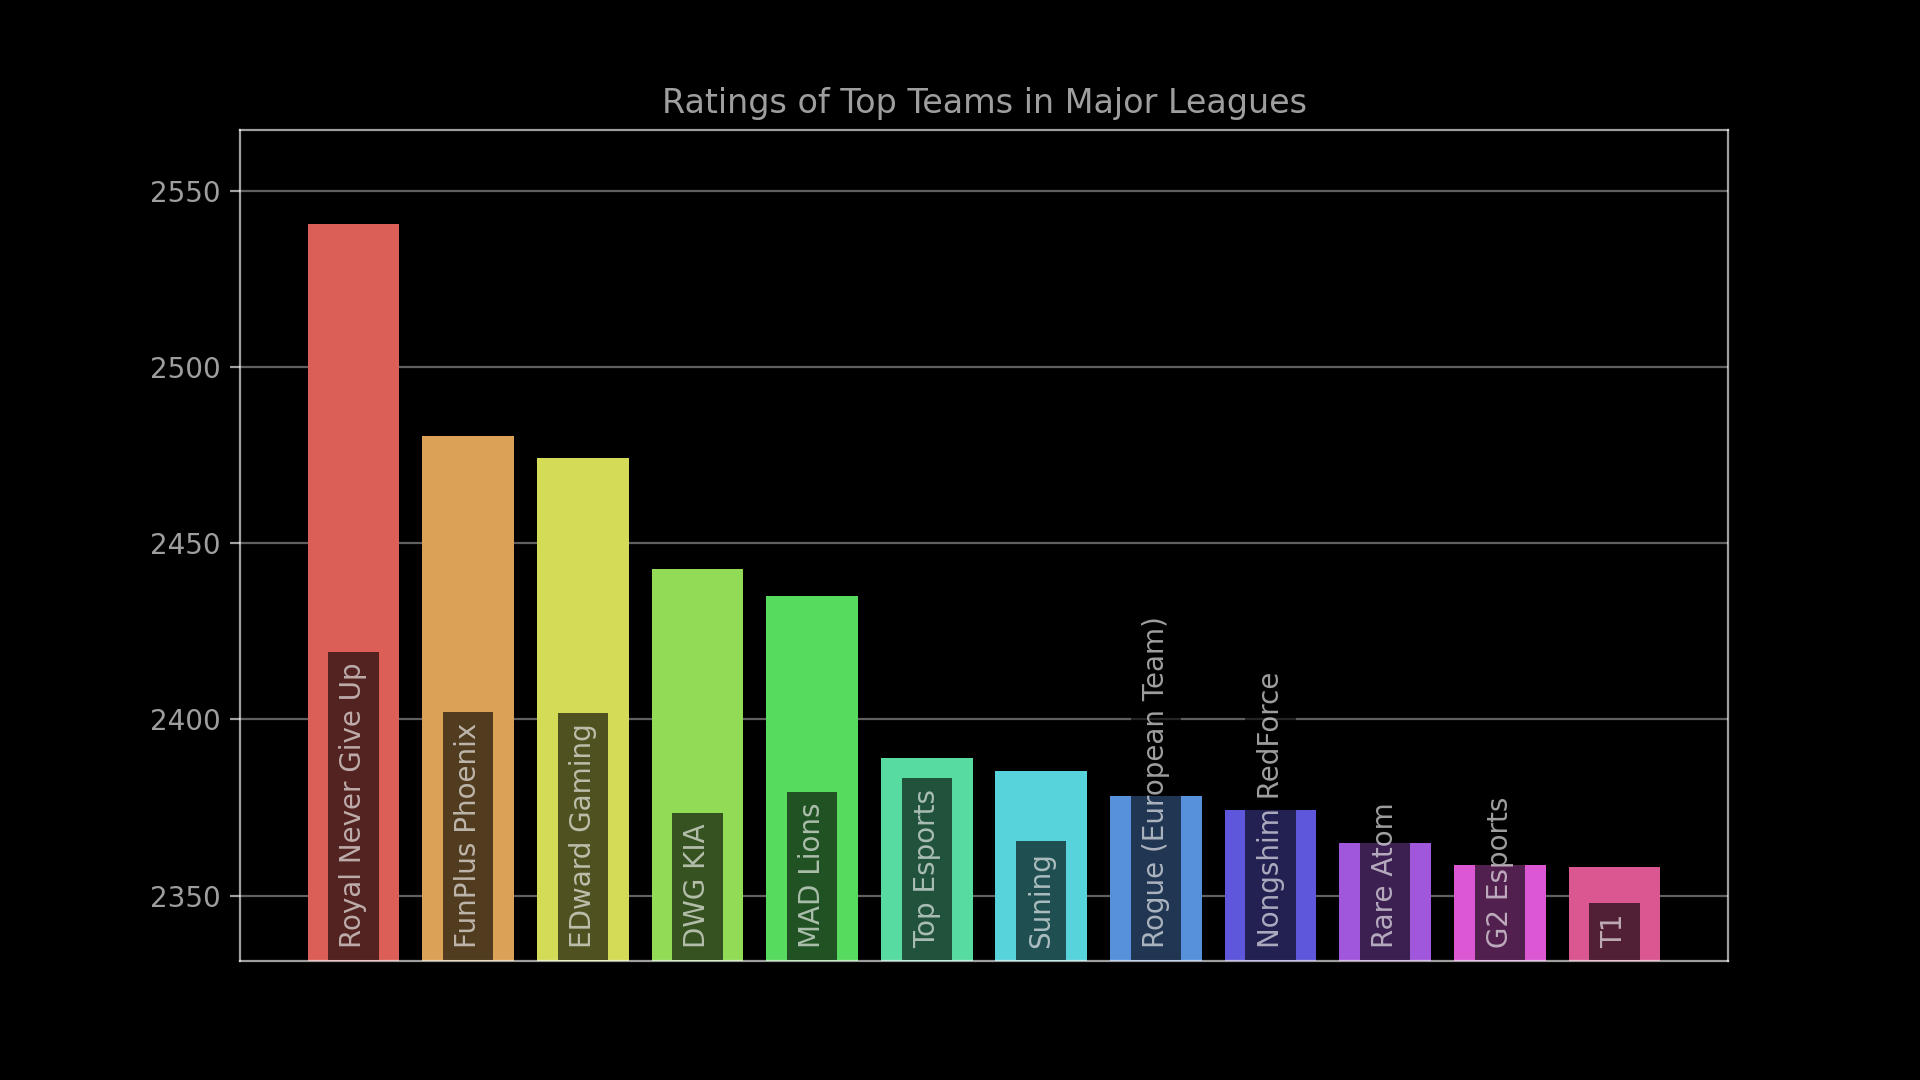 Ratings of Top Teams in Major Leagues
2550
2500
2450
2400
2350
Royal Never Give Up
FunPlus Phoenix
EDward Gaming
DWG KIA
MAD Lions
Top Esports
Suning
Rogue (European Team)
Nongshim RedForce
Rare Atom
G2 Esports
T1